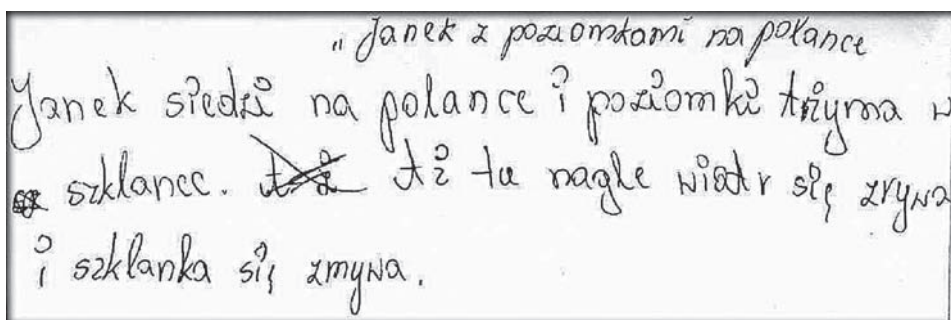 „ Janek z poziomkami na polance
Janek siedzi na polance i poziomki tżyma w
szklance. Aż tu nagle wiatr się zrywa
i szklanka się zmywa.